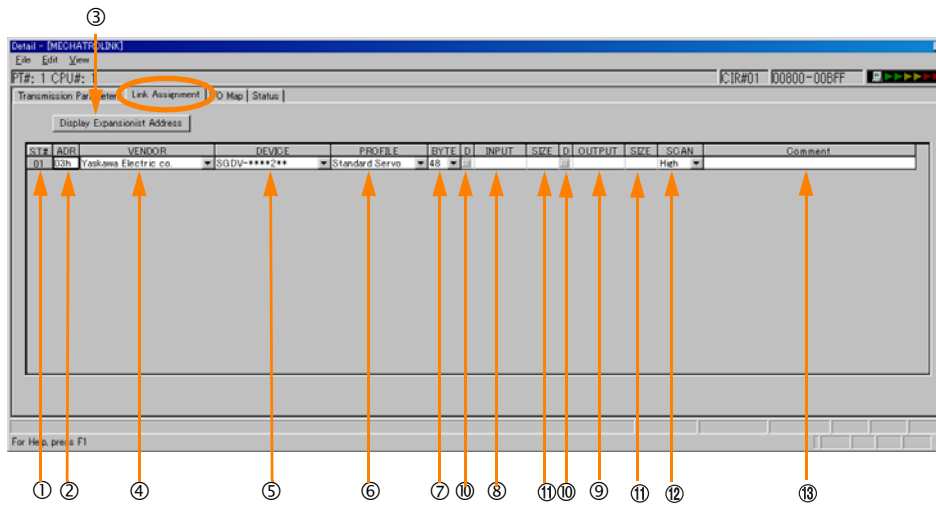 ③
Detail - [MECHATROLINK]
File Edit View
PT#: 1 CPU#: 1 CIR#01 00800-00BFF
Transmission Parameters Link Assignment I/O Map Status
Display Expansionist Address
ST# ADR VENDOR DEVICE PROFILE BYTE D INPUT SIZE D OUTPUT SIZE SCAN Comment
01 03h Yaskawa Electric co. SGDV-****2** Standard Servo 48 High
For Help, press F1
① ② ④ ⑤ ⑥ ⑦ ⑩ ⑧ ⑪ ⑩ ⑨ ⑪ ⑫ ⑬